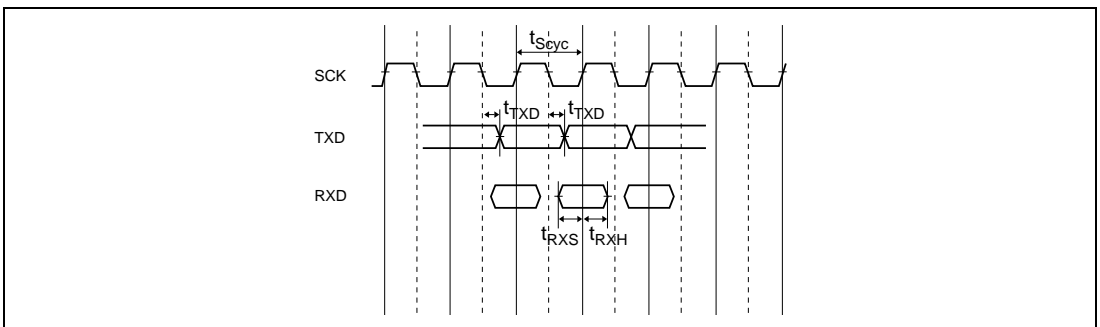 tScyc
SCK
tTXD tTXD
TXD
RXD
tRXS tRXH